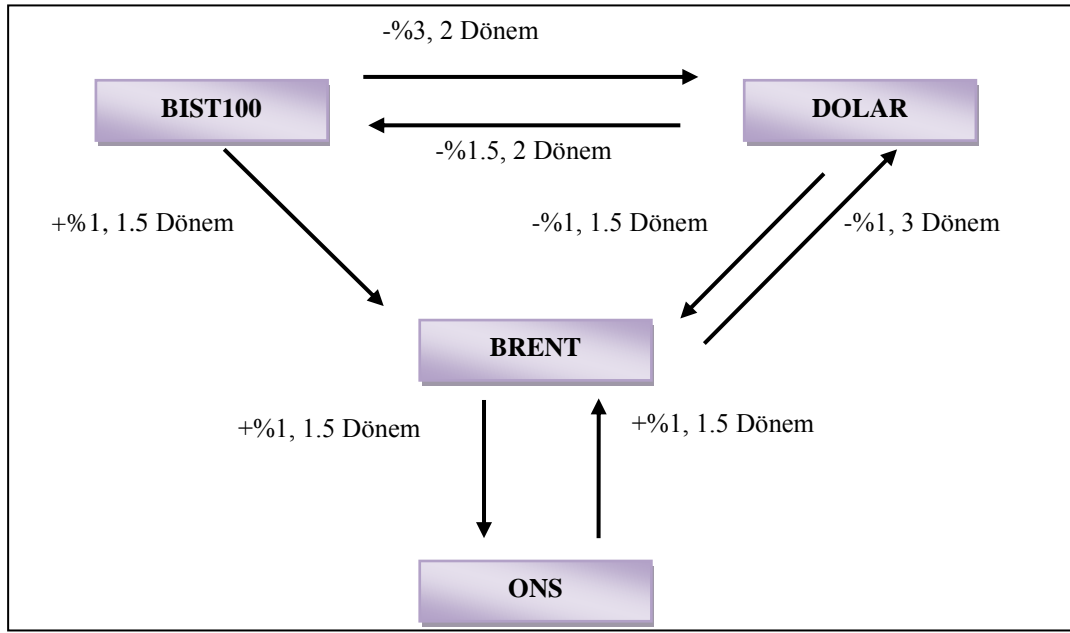 -%3, 2 Dönem
BIST100
DOLAR
-%1.5, 2 Dönem
+%1, 1.5 Dönem
-%1, 1.5 Dönem
-%1, 3 Dönem
BRENT
+%1, 1.5 Dönem
+%1, 1.5 Dönem
ONS